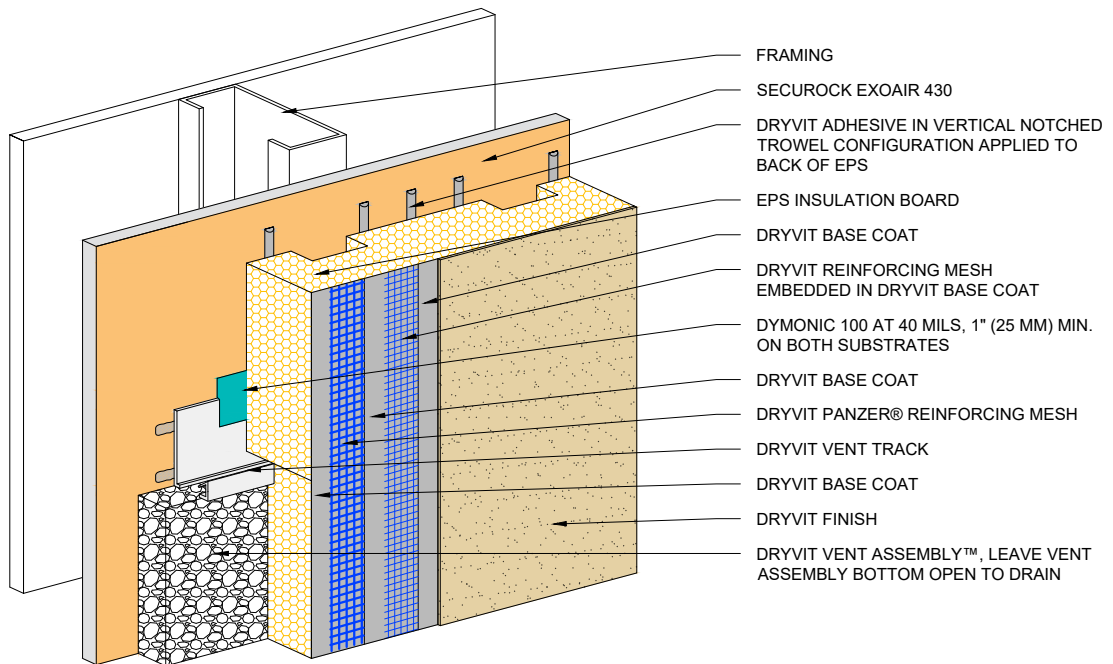 FRAMING
SECUROCK EXOAIR 430
DRYVIT ADHESIVE IN VERTICAL NOTCHED
TROWEL CONFIGURATION APPLIED TO
BACK OF EPS
EPS INSULATION BOARD
DRYVIT BASE COAT
DRYVIT REINFORCING MESH
EMBEDDED IN DRYVIT BASE COAT
DYMONIC 100 AT 40 MILS, 1" (25 MM) MIN.
ON BOTH SUBSTRATES
DRYVIT BASE COAT
DRYVIT PANZER® REINFORCING MESH
DRYVIT VENT TRACK
DRYVIT BASE COAT
DRYVIT FINISH
DRYVIT VENT ASSEMBLY™, LEAVE VENT
ASSEMBLY BOTTOM OPEN TO DRAIN